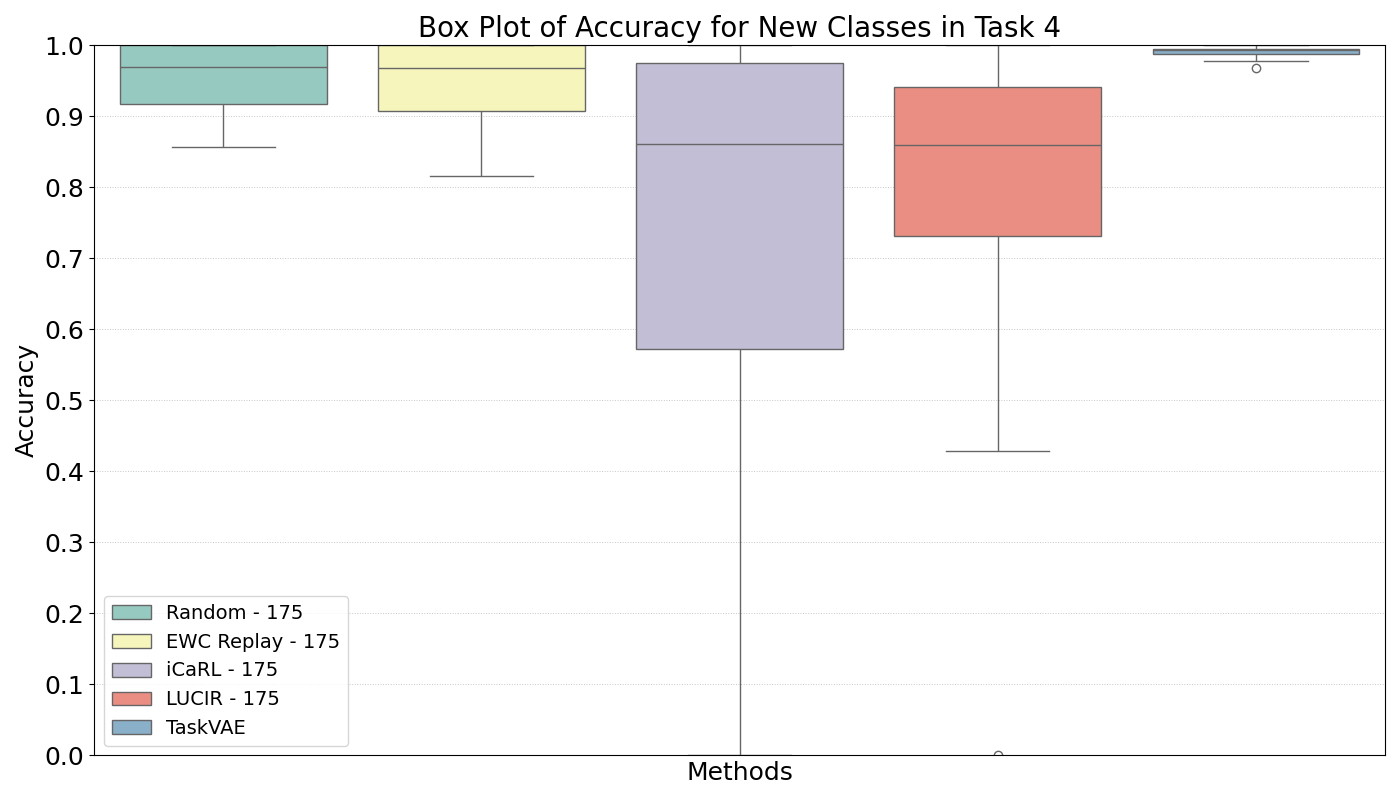 Box Plot of Accuracy for New Classes in Task 4
1.0
0.9
0.8
0.7
0.6
0.5
0.4
0.3
0.2
0.1
0.0
Accuracy
Random - 175
EWC Replay - 175
iCaRL - 175
LUCIR - 175
TaskVAE
Methods